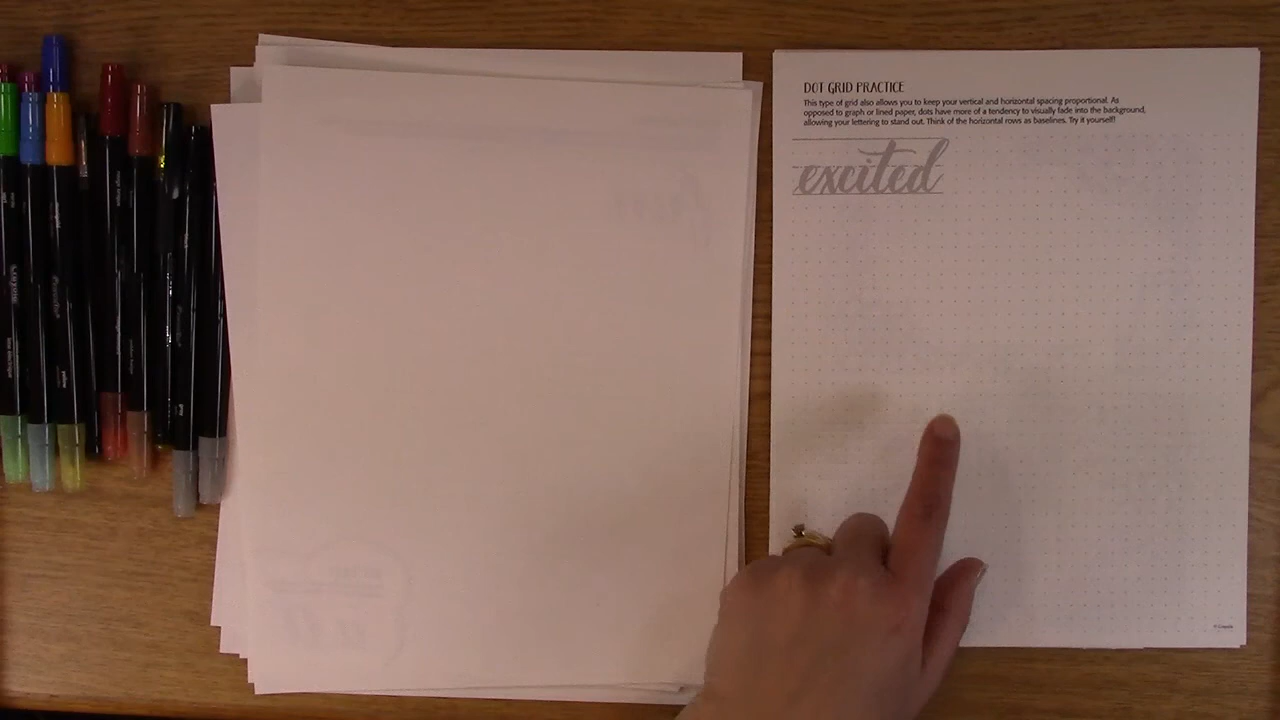 DOT GRID PRACTICE
This type of grid also allows you to keep your vertical and horizontal spacing proportional. As
opposed to graph or lined paper, dots have more of a tendency to visually fade into the background,
allowing your lettering to stand out. Think of the horizontal rows as baselines. Try it yourself!
excited